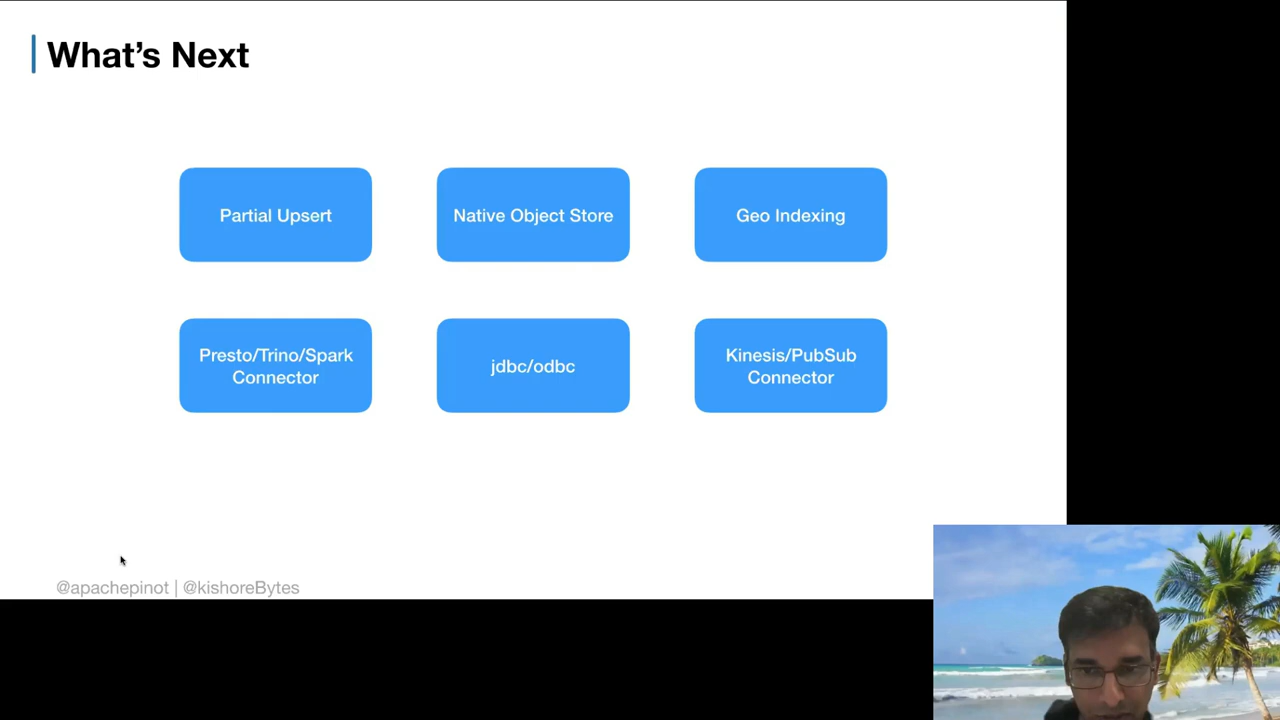 What's Next
Partial Upsert
Native Object Store
Geo Indexing
Presto/Trino/Spark
Connector
jdbc/odbc
Kinesis/PubSub
Connector
@apachepinot | @kishoreBytes